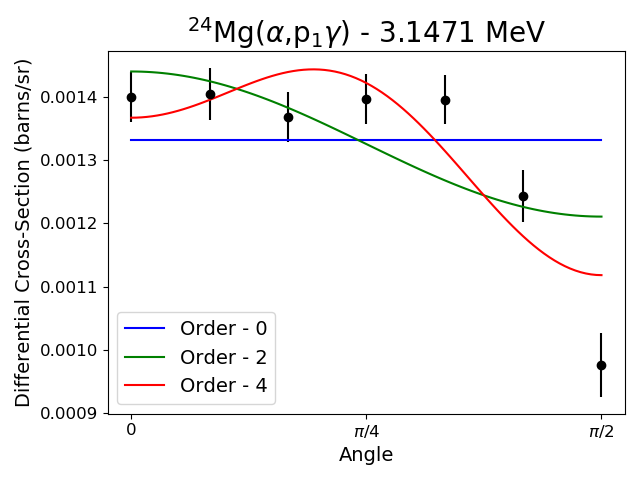 ²⁴Mg(α,p₁γ) - 3.1471 MeV
Differential Cross-Section (barns/sr)
0.0014
0.0013
0.0012
0.0011
0.0010
0.0009
Order - 0
Order - 2
Order - 4
0
π/4
π/2
Angle